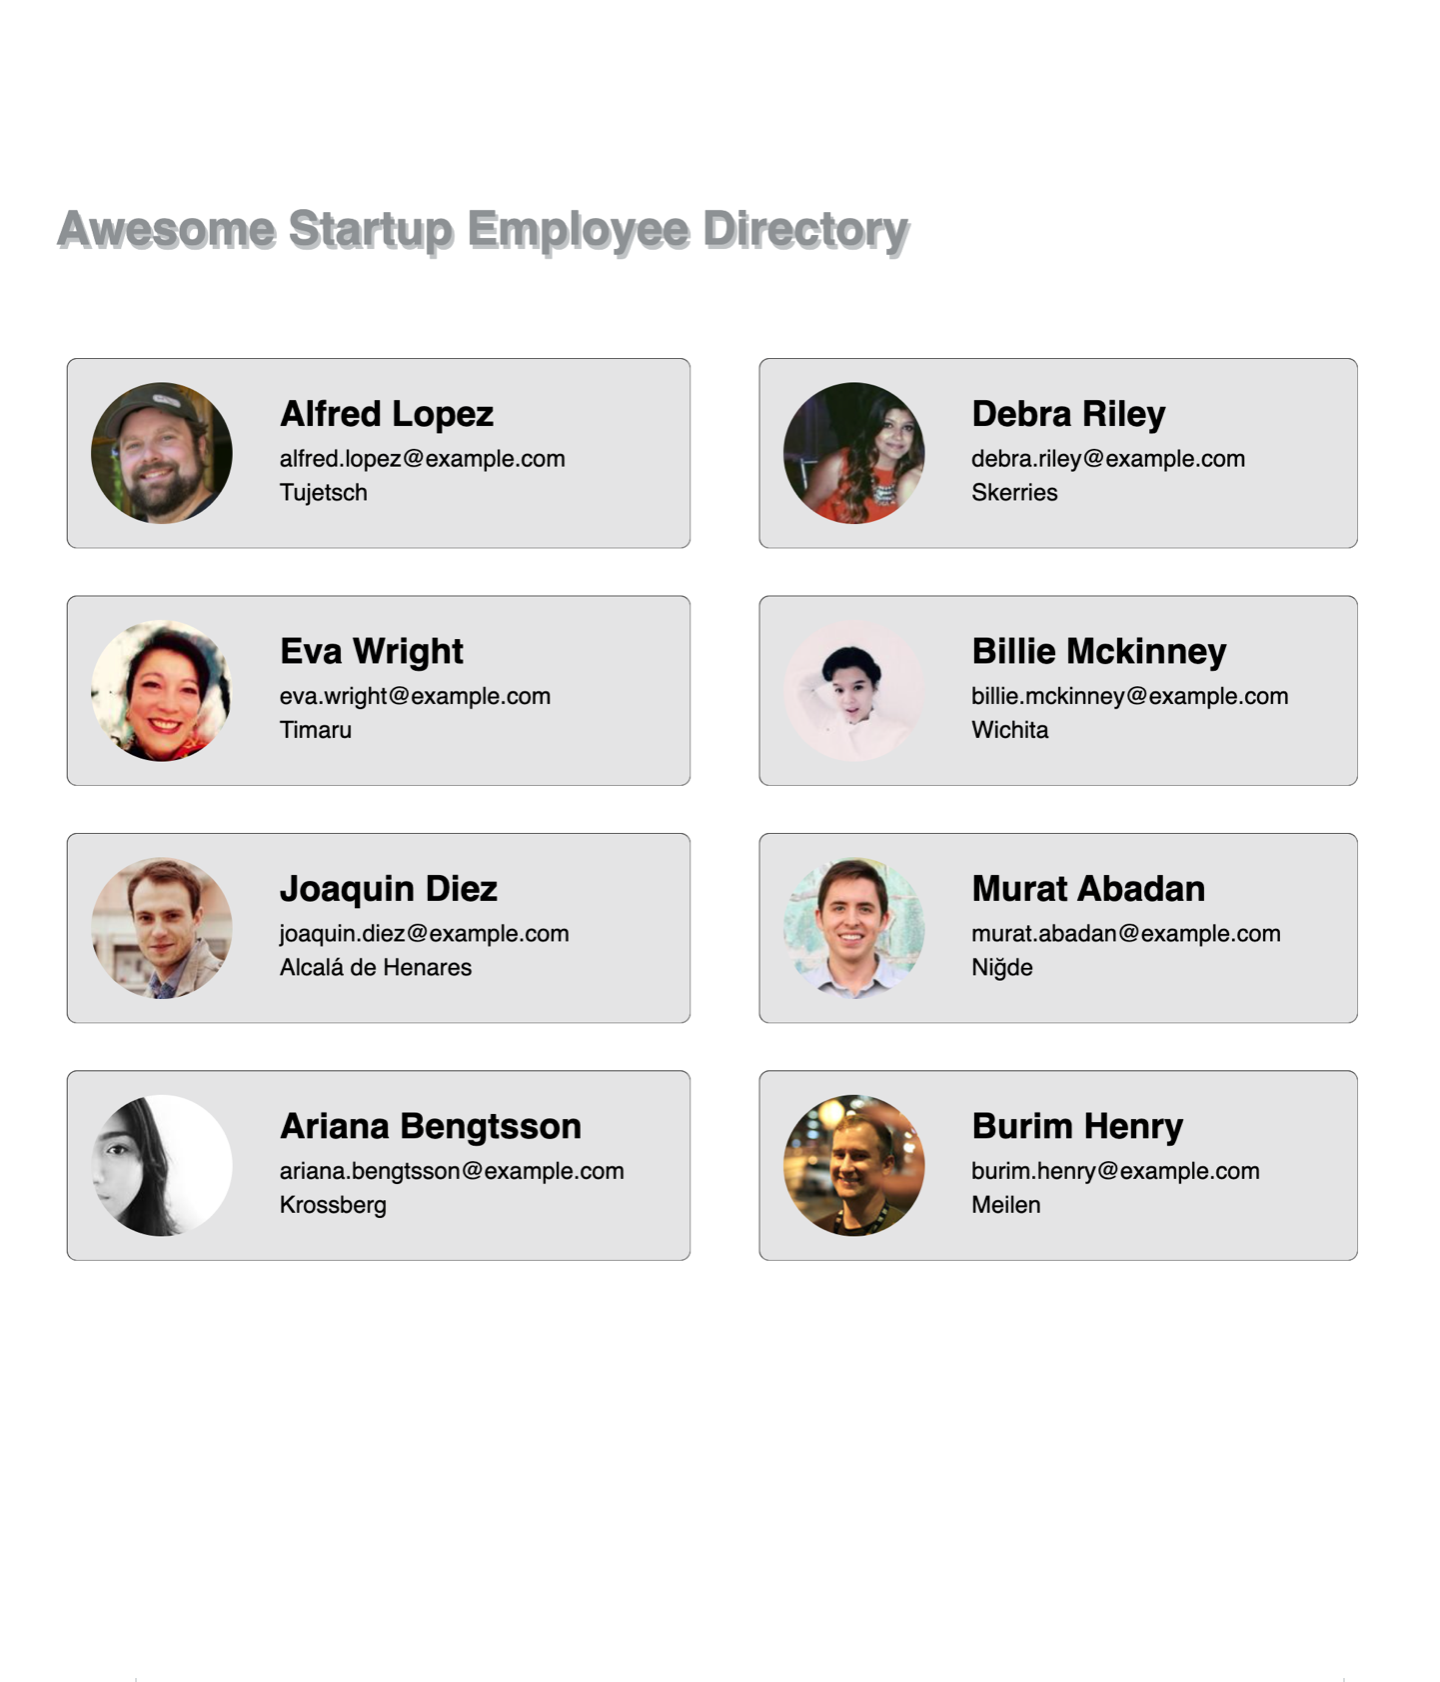 Awesome Startup Employee Directory
Alfred Lopez
alfred.lopez@example.com
Tujetsch
Debra Riley
debra.riley@example.com
Skerries
Eva Wright
eva.wright@example.com
Timaru
Billie Mckinney
billie.mckinney@example.com
Wichita
Joaquin Diez
joaquin.diez@example.com
Alcalá de Henares
Murat Abadan
murat.abadan@example.com
Niğde
Ariana Bengtsson
ariana.bengtsson@example.com
Krossberg
Burim Henry
burim.henry@example.com
Meilen